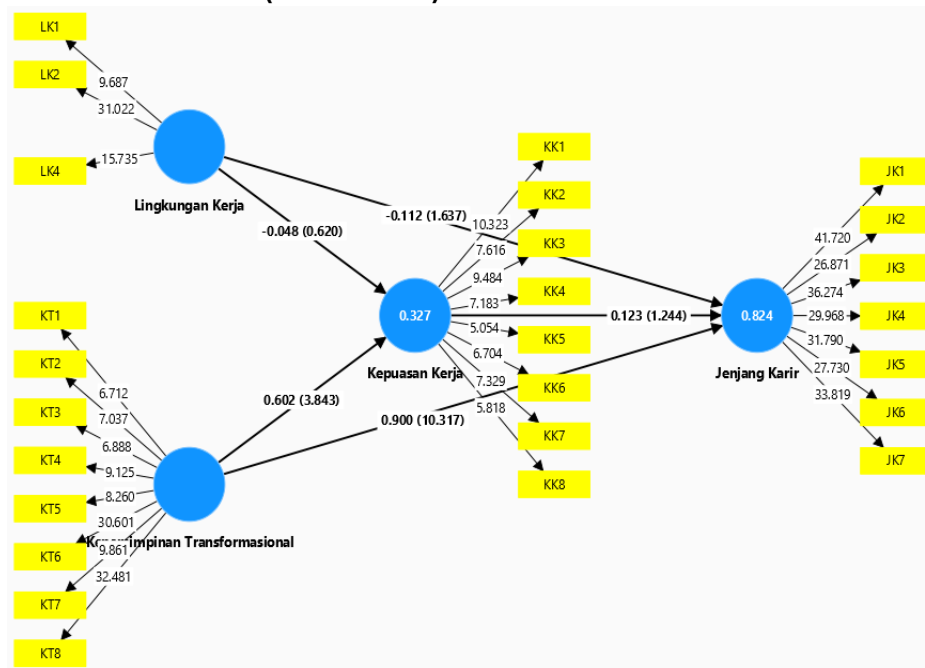 LK1
LK2
LK4
9.687
31.022
15.735
Lingkungan Kerja
-0.112 (1.637)
-0.048 (0.620)
KK1
KK2
KK3
KK4
KK5
KK6
KK7
KK8
10.323
7.616
9.484
7.183
5.054
6.704
7.329
5.818
0.327
Kepuasan Kerja
0.123 (1.244)
0.602 (3.843)
0.900 (10.317)
KT1
KT2
KT3
KT4
KT5
KT6
KT7
KT8
6.712
7.037
6.888
9.125
8.260
30.601
9.861
32.481
Transformasional
0.824
Jenjang Karir
JK1
JK2
JK3
JK4
JK5
JK6
JK7
41.720
26.871
36.274
29.968
31.790
27.730
33.819